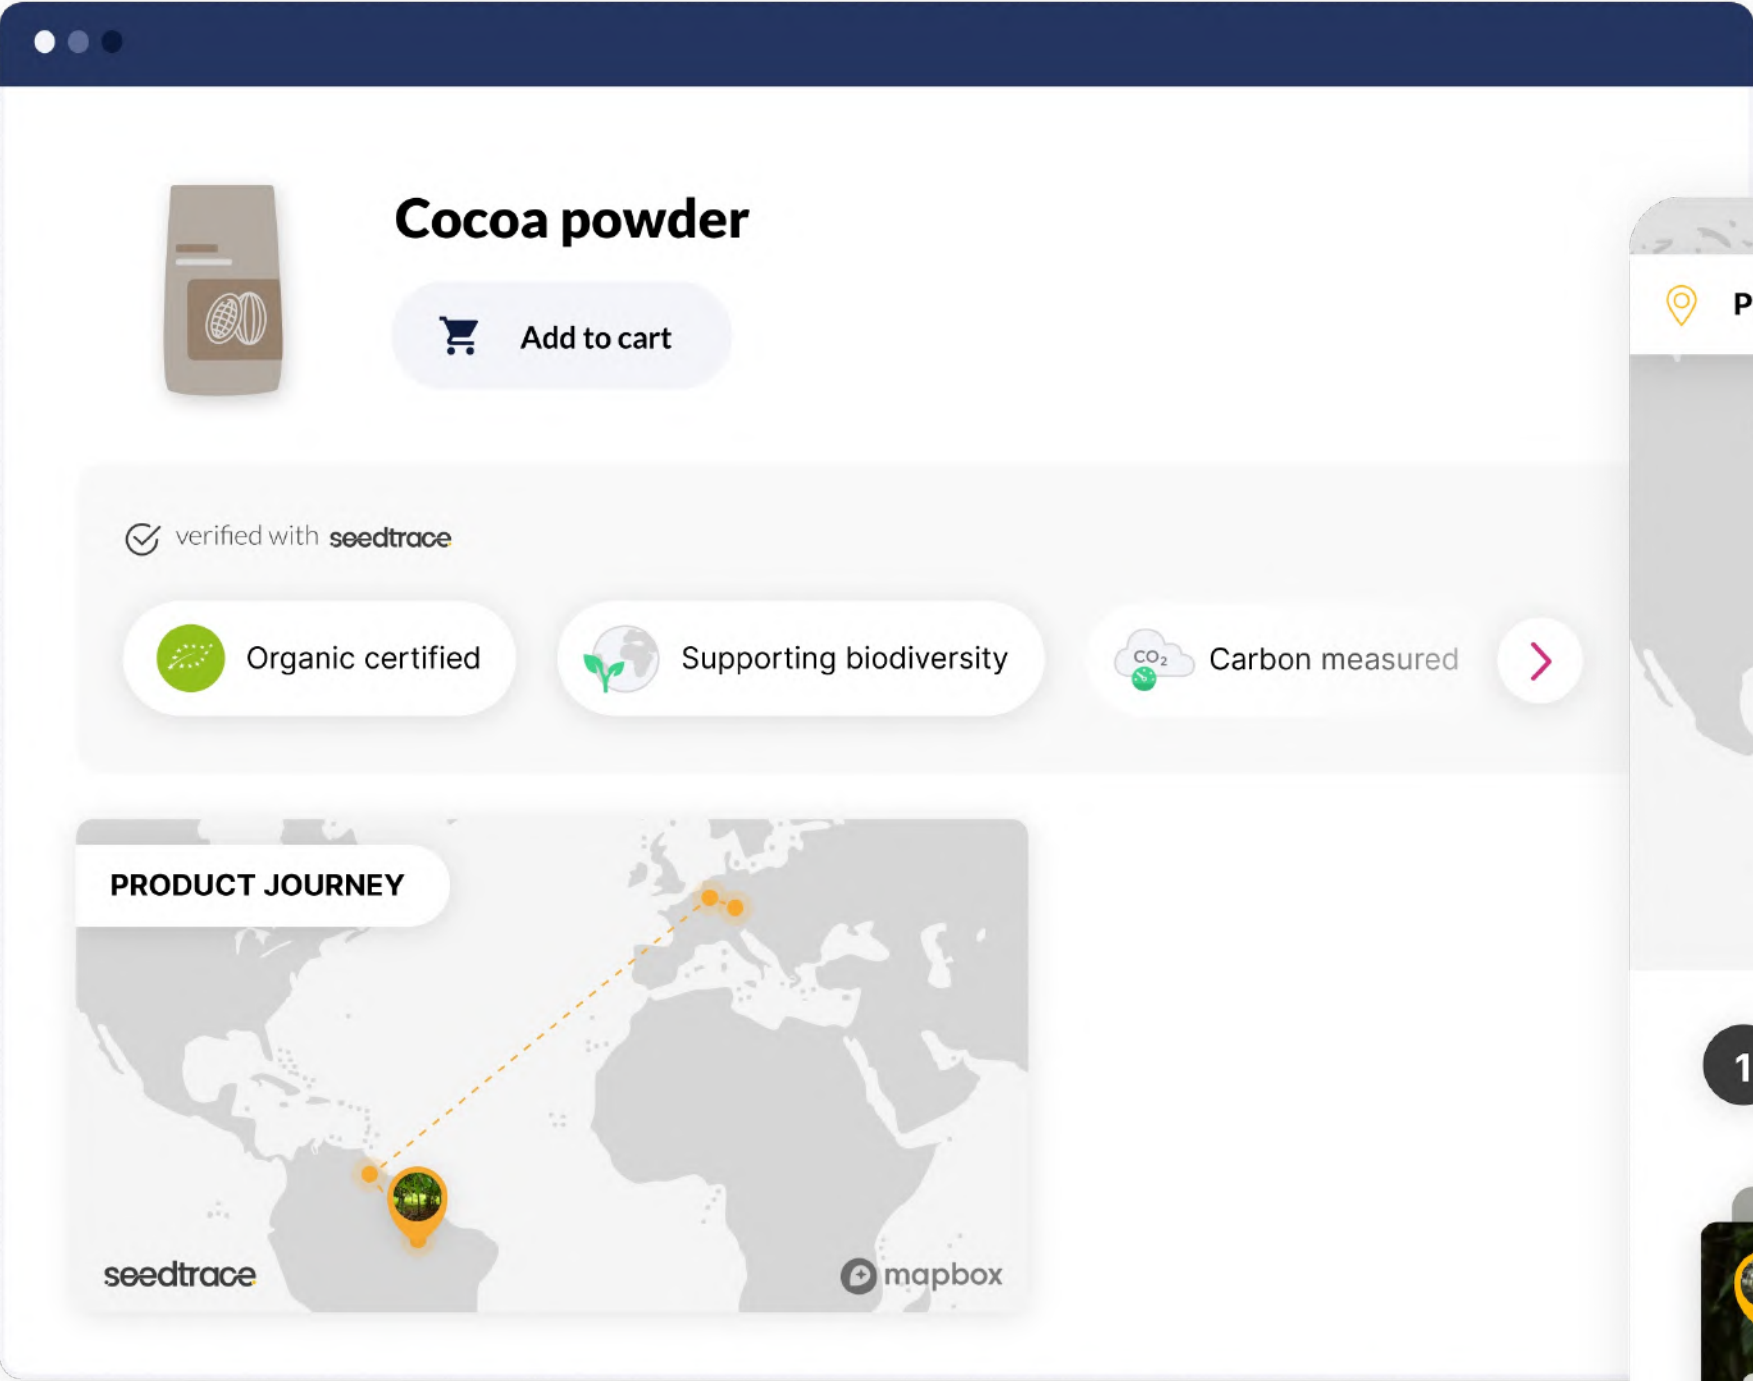 Cocoa powder
Add to cart
verified with seedtrace
Organic certified
Supporting biodiversity
CO₂
Carbon measured
PRODUCT JOURNEY
seedtrace
mapbox
P
1